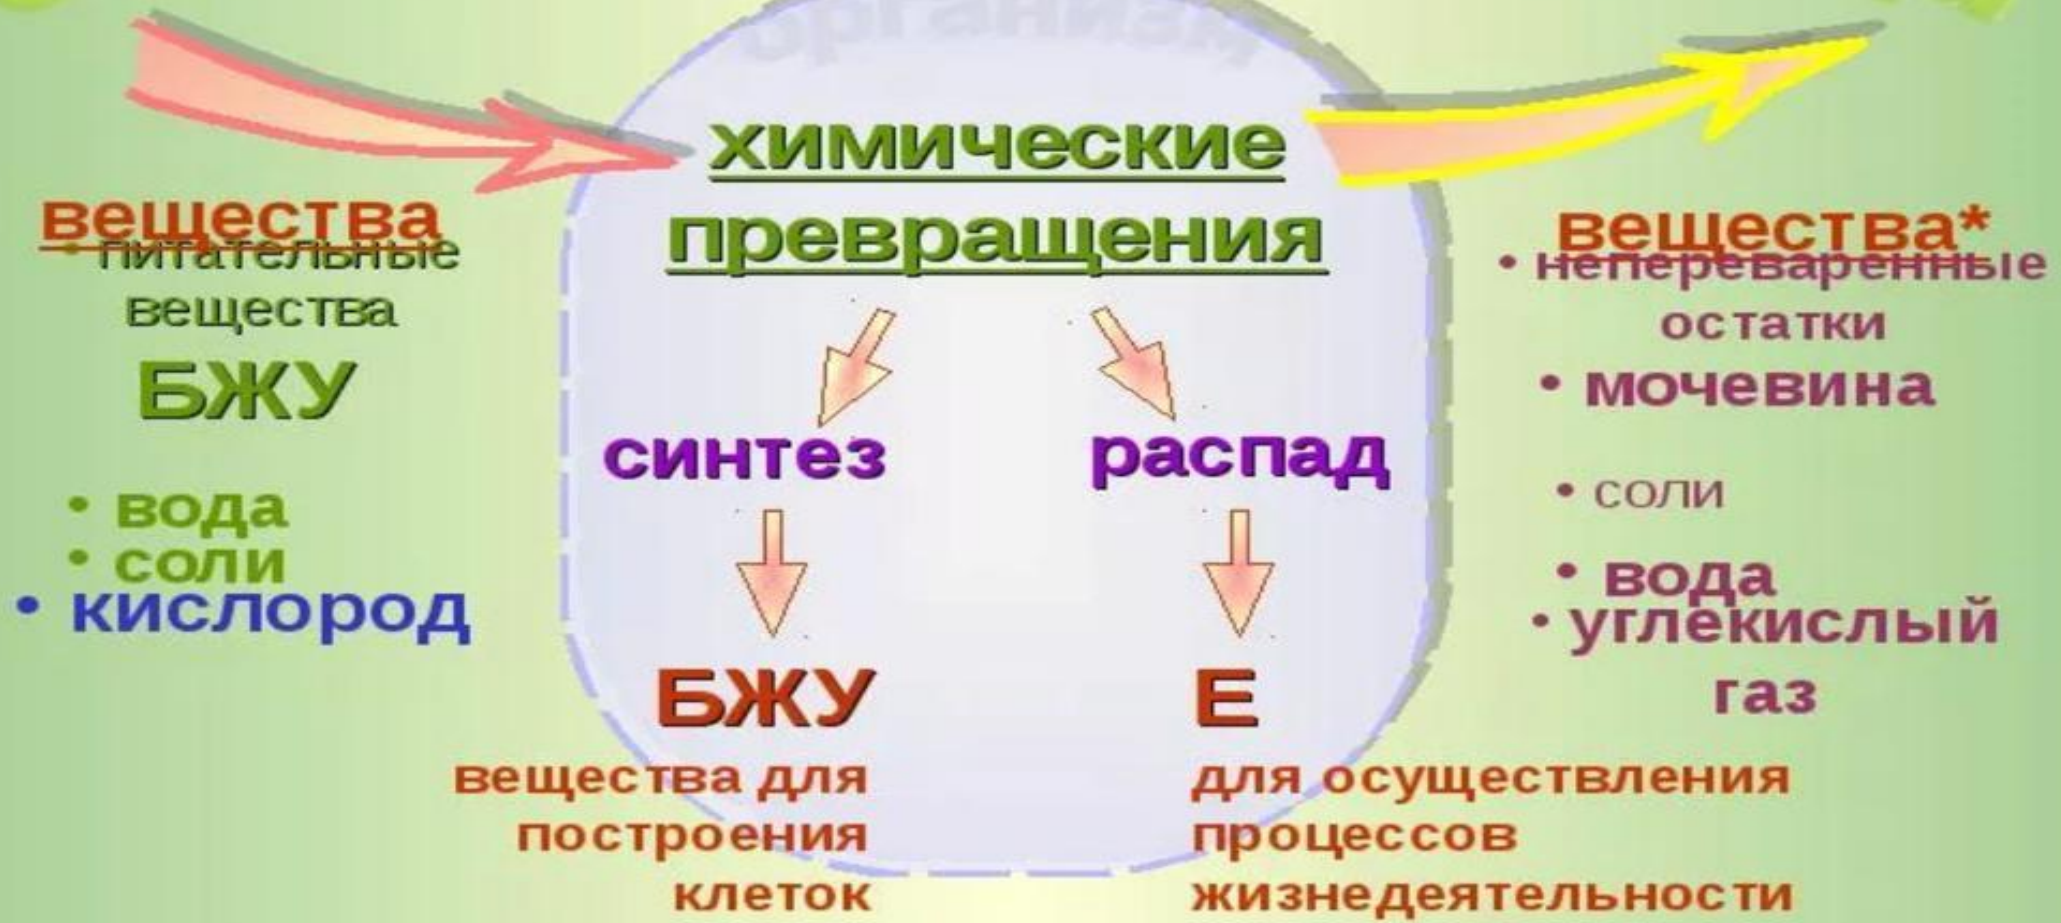 организм
химические
превращения
вещества
• питательные
вещества
БЖУ
• вода
• соли
• кислород
синтез
распад
БЖУ
Е
вещества для
построения
клеток
для осуществления
процессов
жизнедеятельности
вещества*
• непереваренные
остатки
• мочевина
• соли
• вода
• углекислый
газ